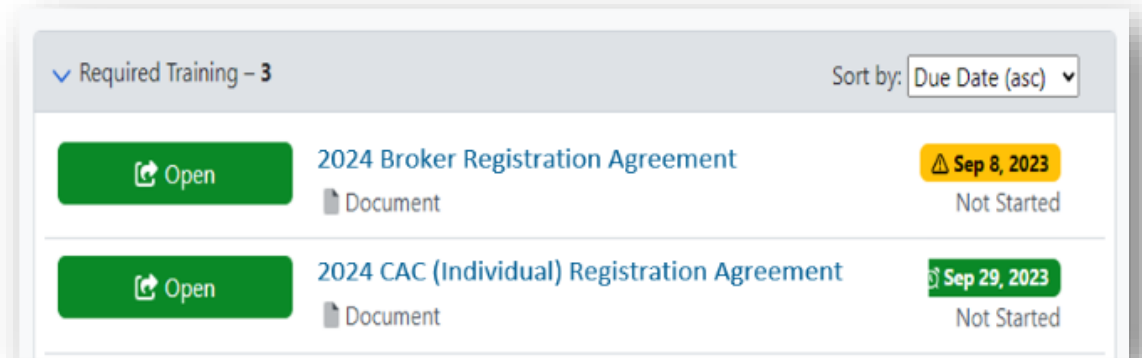 Required Training – 3
Sort by: Due Date (asc)
Open
2024 Broker Registration Agreement
Sep 8, 2023
Document
Not Started
Open
2024 CAC (Individual) Registration Agreement
Sep 29, 2023
Document
Not Started